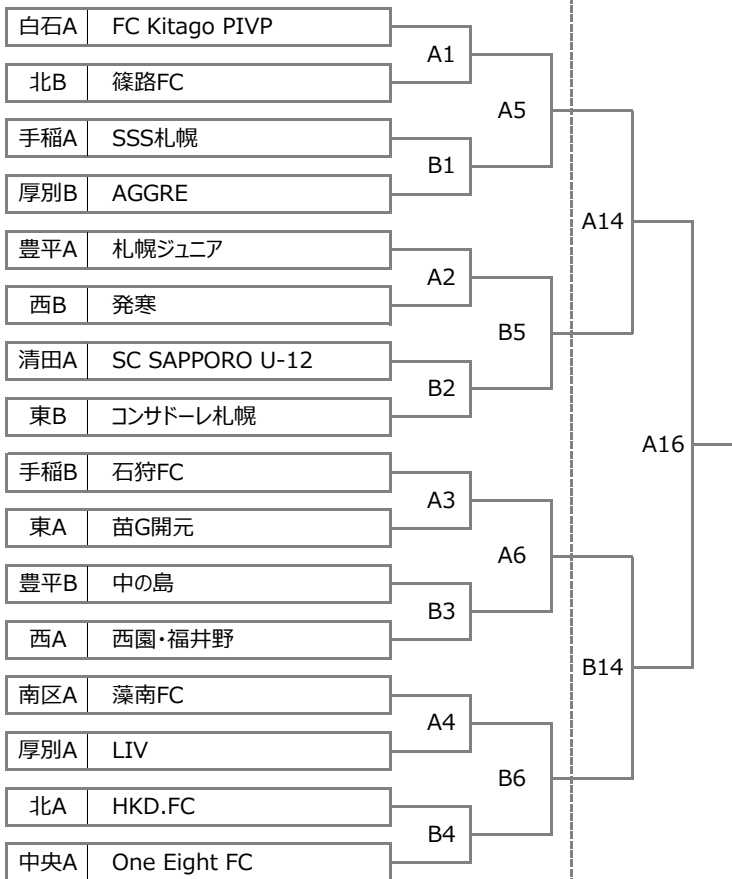 白石A FC Kitago PIVP
A1
北B 篠路FC
A5
手稲A SSS札幌
B1
厚別B AGGRE
A14
豊平A 札幌ジュニア
A2
西B 発寒
B5
清田A SC SAPPORO U-12
B2
東B コンサドーレ札幌
A16
手稲B 石狩FC
A3
東A 苗G開元
A6
豊平B 中の島
B3
西A 西園・福井野
B14
南区A 藻南FC
A4
厚別A LIV
B6
北A HKD.FC
B4
中央A One Eight FC